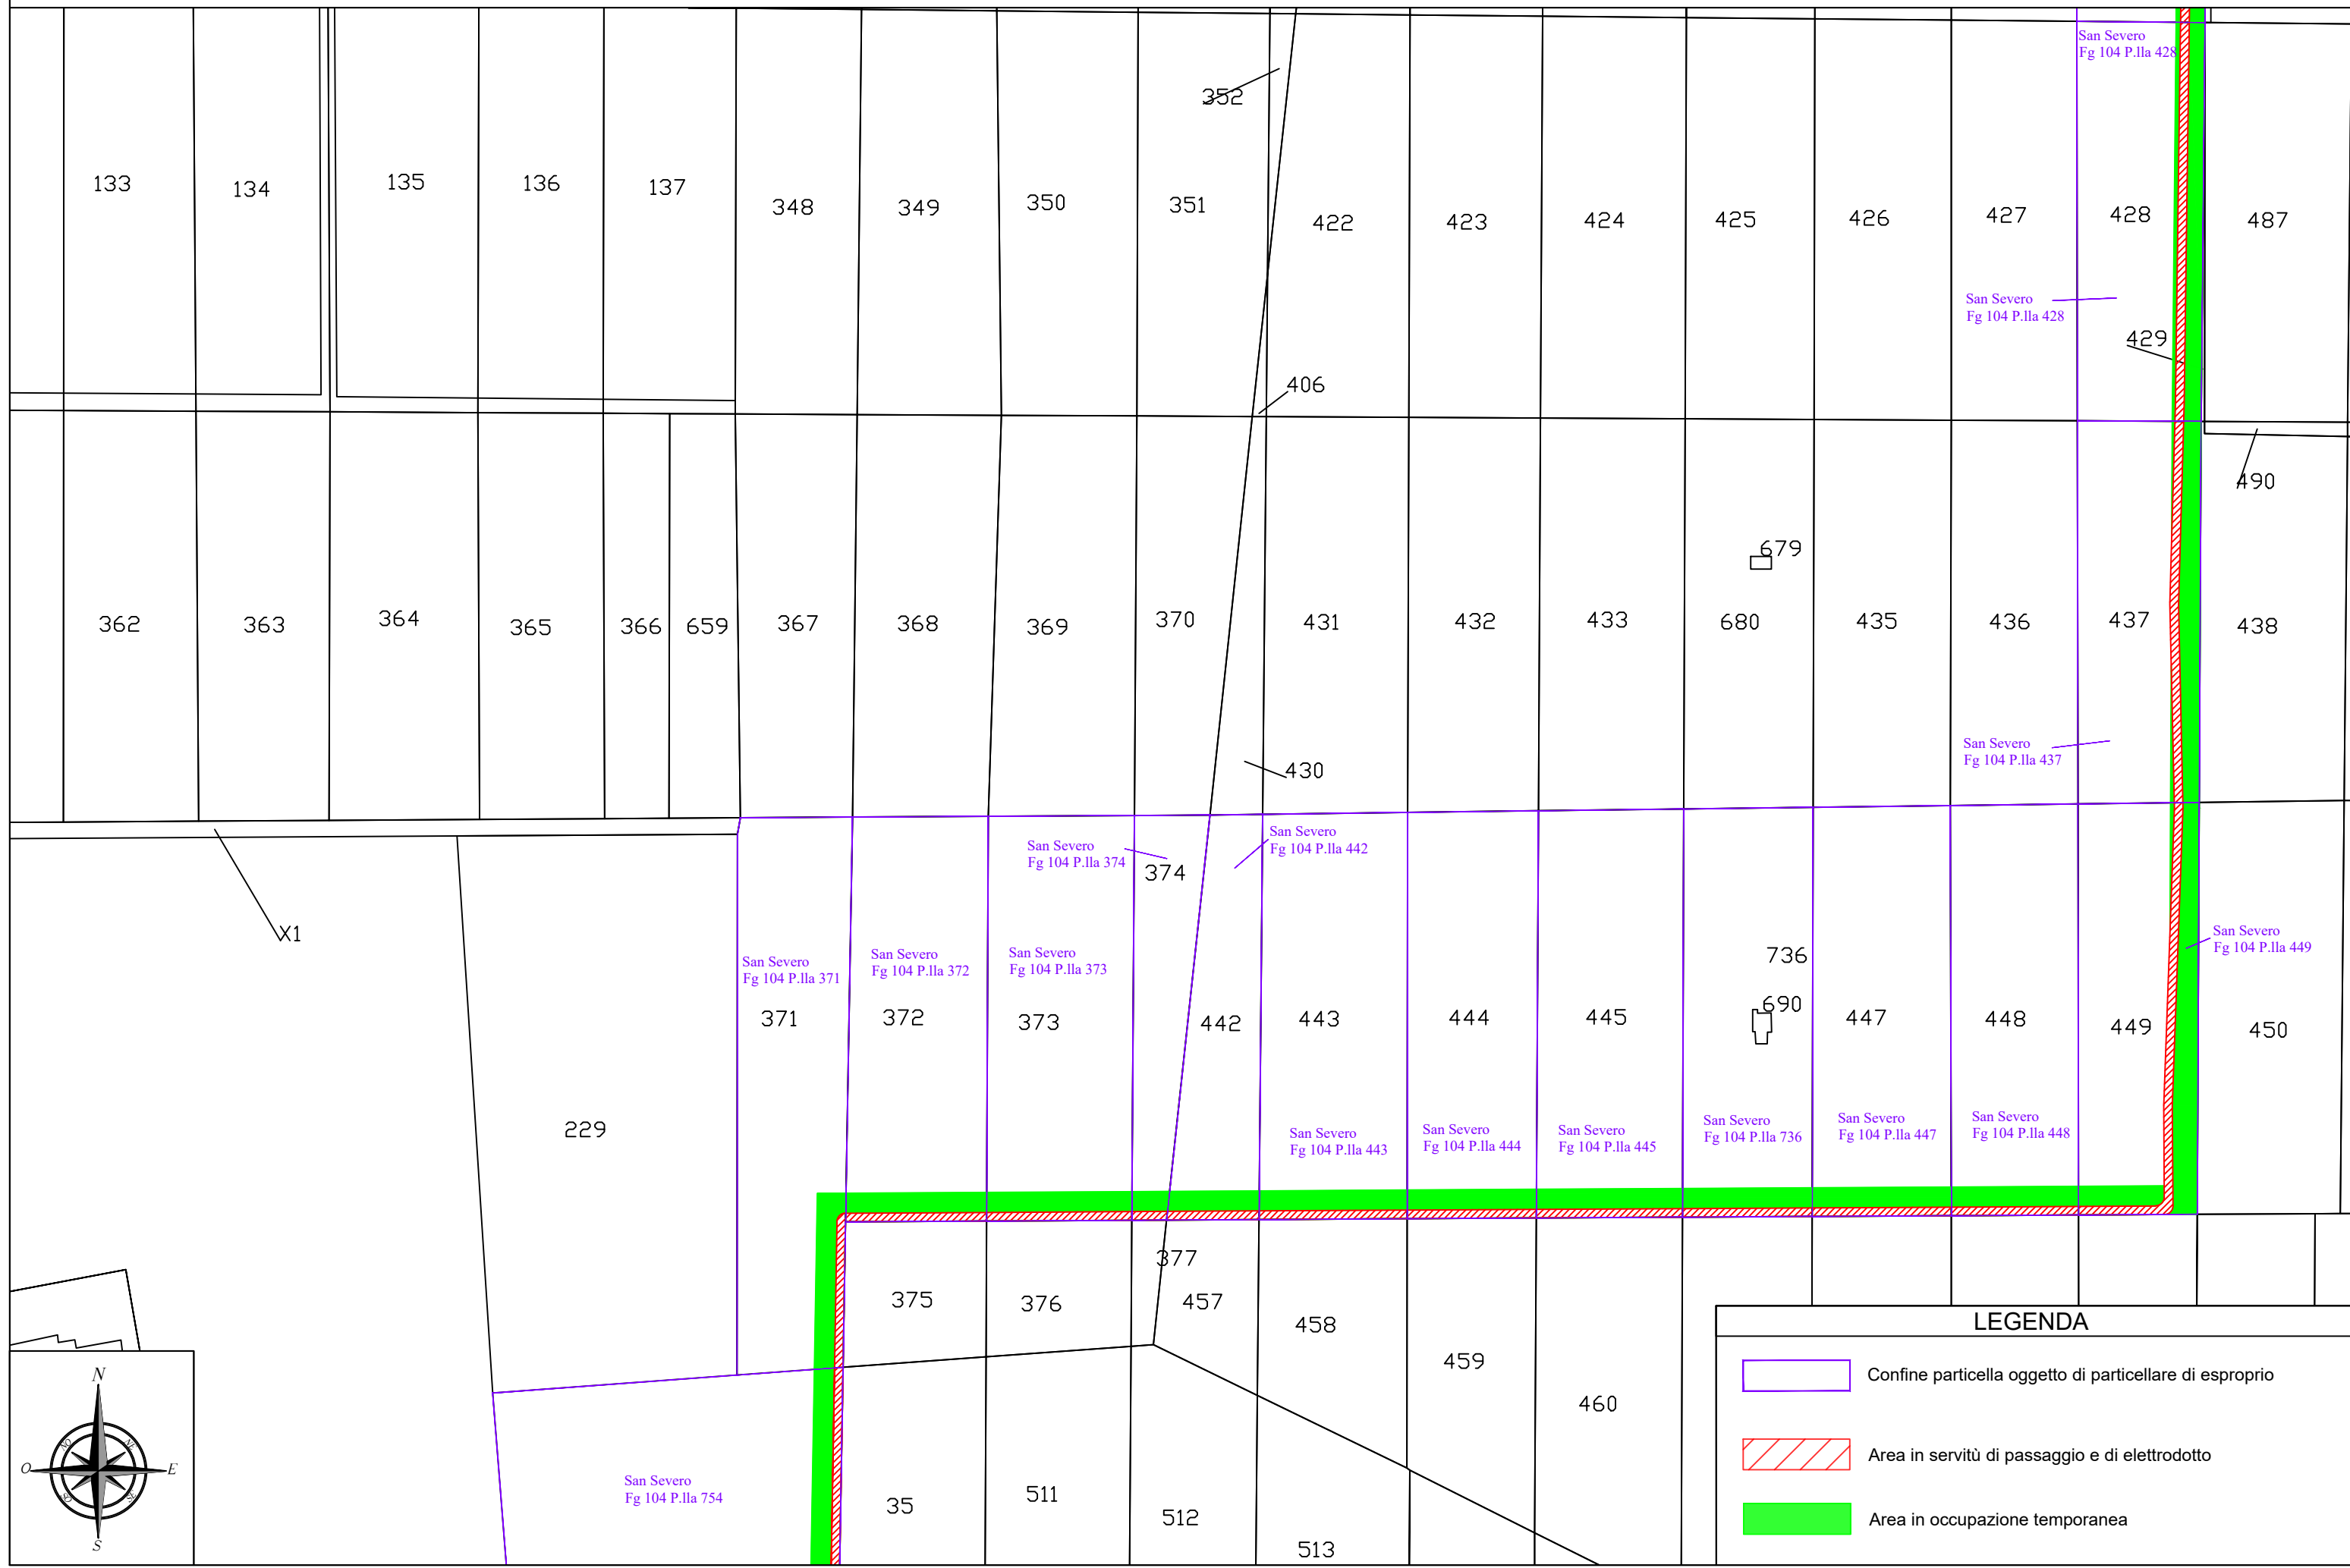 San Severo
Fg 104 P.lla 428
352
133
134
135
136
137
348
349
350
351
422
423
424
425
426
427
428
487
San Severo
Fg 104 P.lla 428
429
406
490
679
362
363
364
365
366
659
367
368
369
370
431
432
433
680
435
436
437
438
San Severo
Fg 104 P.lla 437
430
San Severo
Fg 104 P.lla 374
San Severo
Fg 104 P.lla 442
374
X1
San Severo
Fg 104 P.lla 449
San Severo
Fg 104 P.lla 371
San Severo
Fg 104 P.lla 372
San Severo
Fg 104 P.lla 373
736
690
371
372
373
442
443
444
445
447
448
449
450
229
San Severo
Fg 104 P.lla 443
San Severo
Fg 104 P.lla 444
San Severo
Fg 104 P.lla 445
San Severo
Fg 104 P.lla 736
San Severo
Fg 104 P.lla 447
San Severo
Fg 104 P.lla 448
377
375
376
457
458
459
460
San Severo
Fg 104 P.lla 754
35
511
512
513
N
NE
E
SE
S
SO
O
NO
LEGENDA
Confine particella oggetto di particellare di esproprio
Area in servitù di passaggio e di elettrodotto
Area in occupazione temporanea